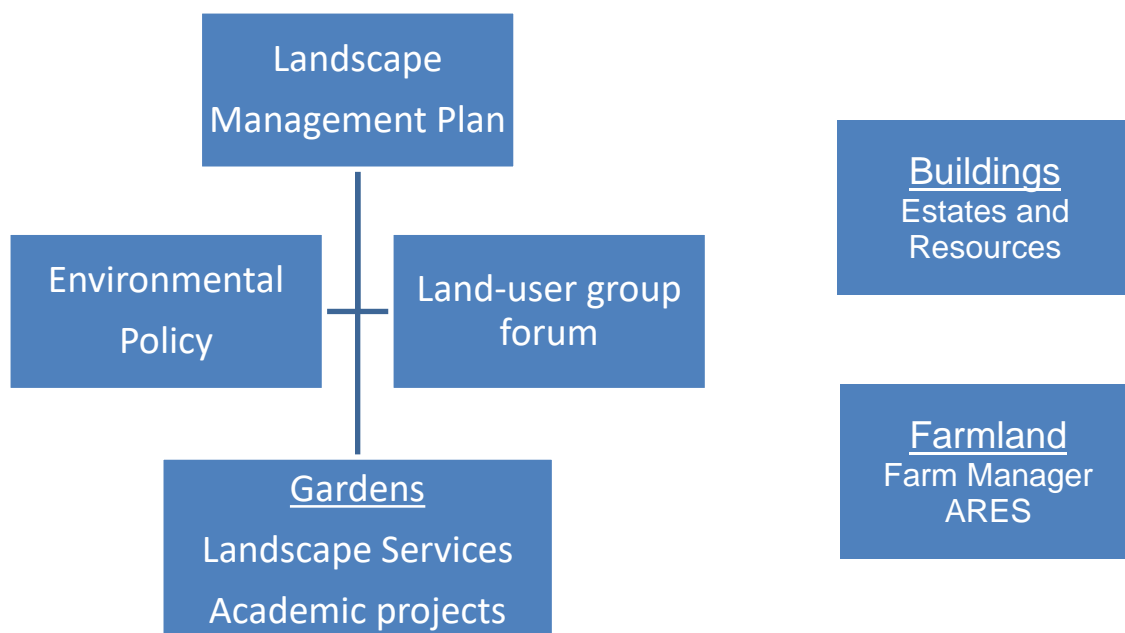 Landscape
Management Plan
Environmental
Policy
Land-user group
forum
Gardens
Landscape Services
Academic projects
Buildings
Estates and
Resources
Farmland
Farm Manager
ARES